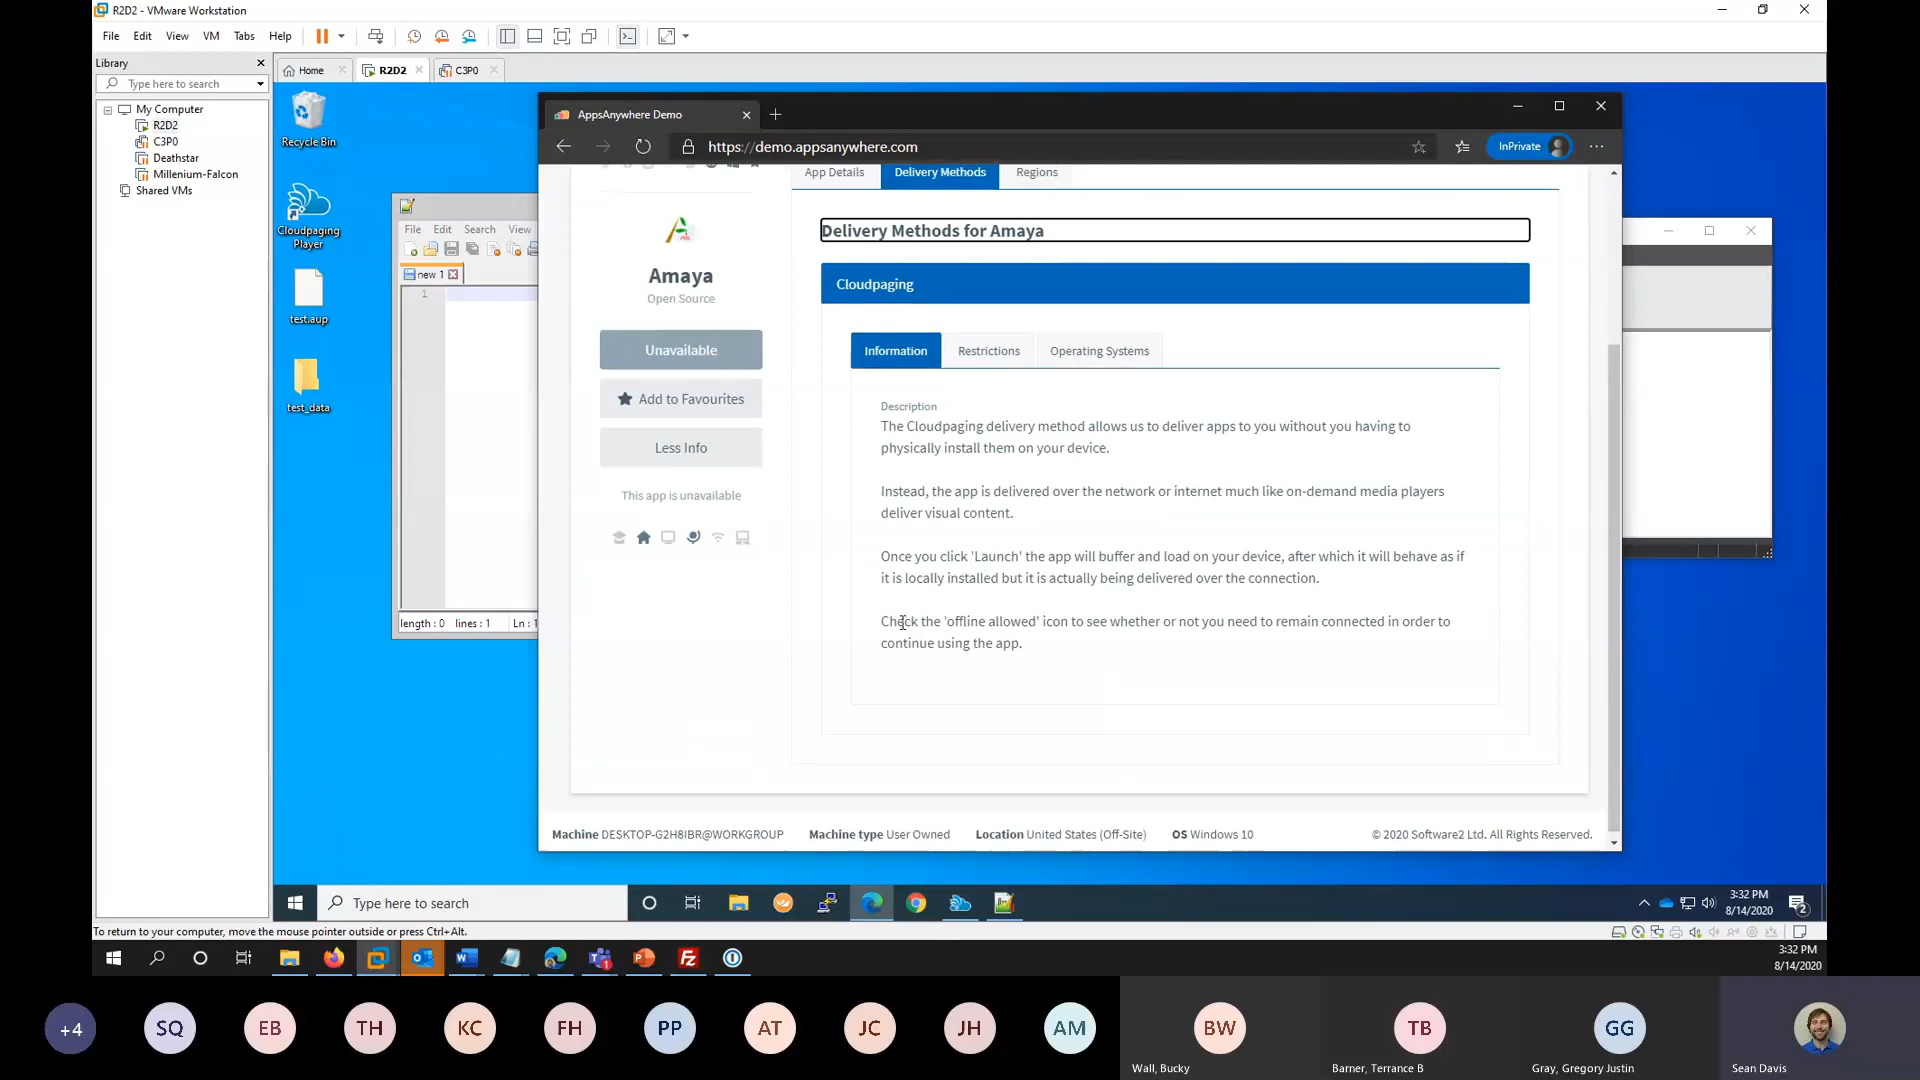 R2D2 - VMware Workstation
File Edit View VM Tabs Help
Library
Type here to search
My Computer
R2D2
C3P0
Deathstar
Millenium-Falcon
Shared VMs
Home
R2D2
C3P0
Recycle Bin
Cloudpaging
Player
test.aup
test_data
File Edit Search View
new 1
1
length : 0 lines : 1 Ln : 1
AppsAnywhere Demo
https://demo.appsanywhere.com
InPrivate
App Details
Delivery Methods
Regions
Amaya
Open Source
Unavailable
Add to Favourites
Less Info
This app is unavailable
Delivery Methods for Amaya
Cloudpaging
Information
Restrictions
Operating Systems
Description
The Cloudpaging delivery method allows us to deliver apps to you without you having to
physically install them on your device.
Instead, the app is delivered over the network or internet much like on-demand media players
deliver visual content.
Once you click 'Launch' the app will buffer and load on your device, after which it will behave as if
it is locally installed but it is actually being delivered over the connection.
Check the 'offline allowed' icon to see whether or not you need to remain connected in order to
continue using the app.
Machine DESKTOP-G2H8IBR@WORKGROUP Machine type User Owned Location United States (Off-Site) OS Windows 10 © 2020 Software2 Ltd. All Rights Reserved.
Type here to search
3:32 PM
8/14/2020
2
To return to your computer, move the mouse pointer outside or press Ctrl+Alt.
3:32 PM
8/14/2020
+4 SQ EB TH KC FH PP AT JC JH AM BW TB GG
Wall, Bucky
Barner, Terrance B
Gray, Gregory Justin
Sean Davis